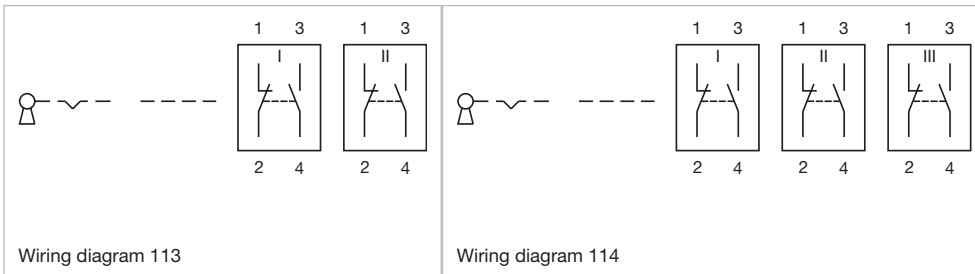 1 3 1 3
I II
2 4 2 4
Wiring diagram 113
1 3 1 3 1 3
I II III
2 4 2 4 2 4
Wiring diagram 114